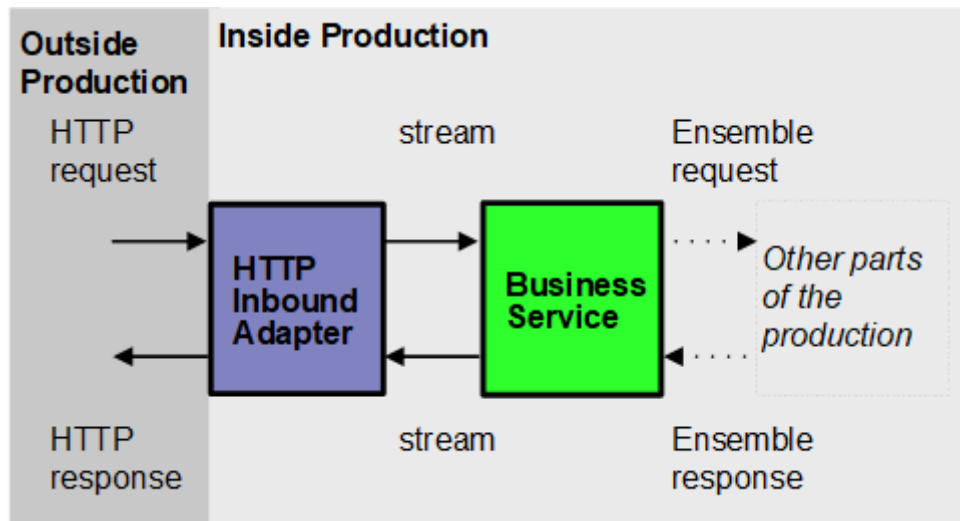 Outside
Production
Inside Production
HTTP
request
stream
Ensemble
request
HTTP
Inbound
Adapter
Business
Service
Other parts
of the
production
HTTP
response
stream
Ensemble
response